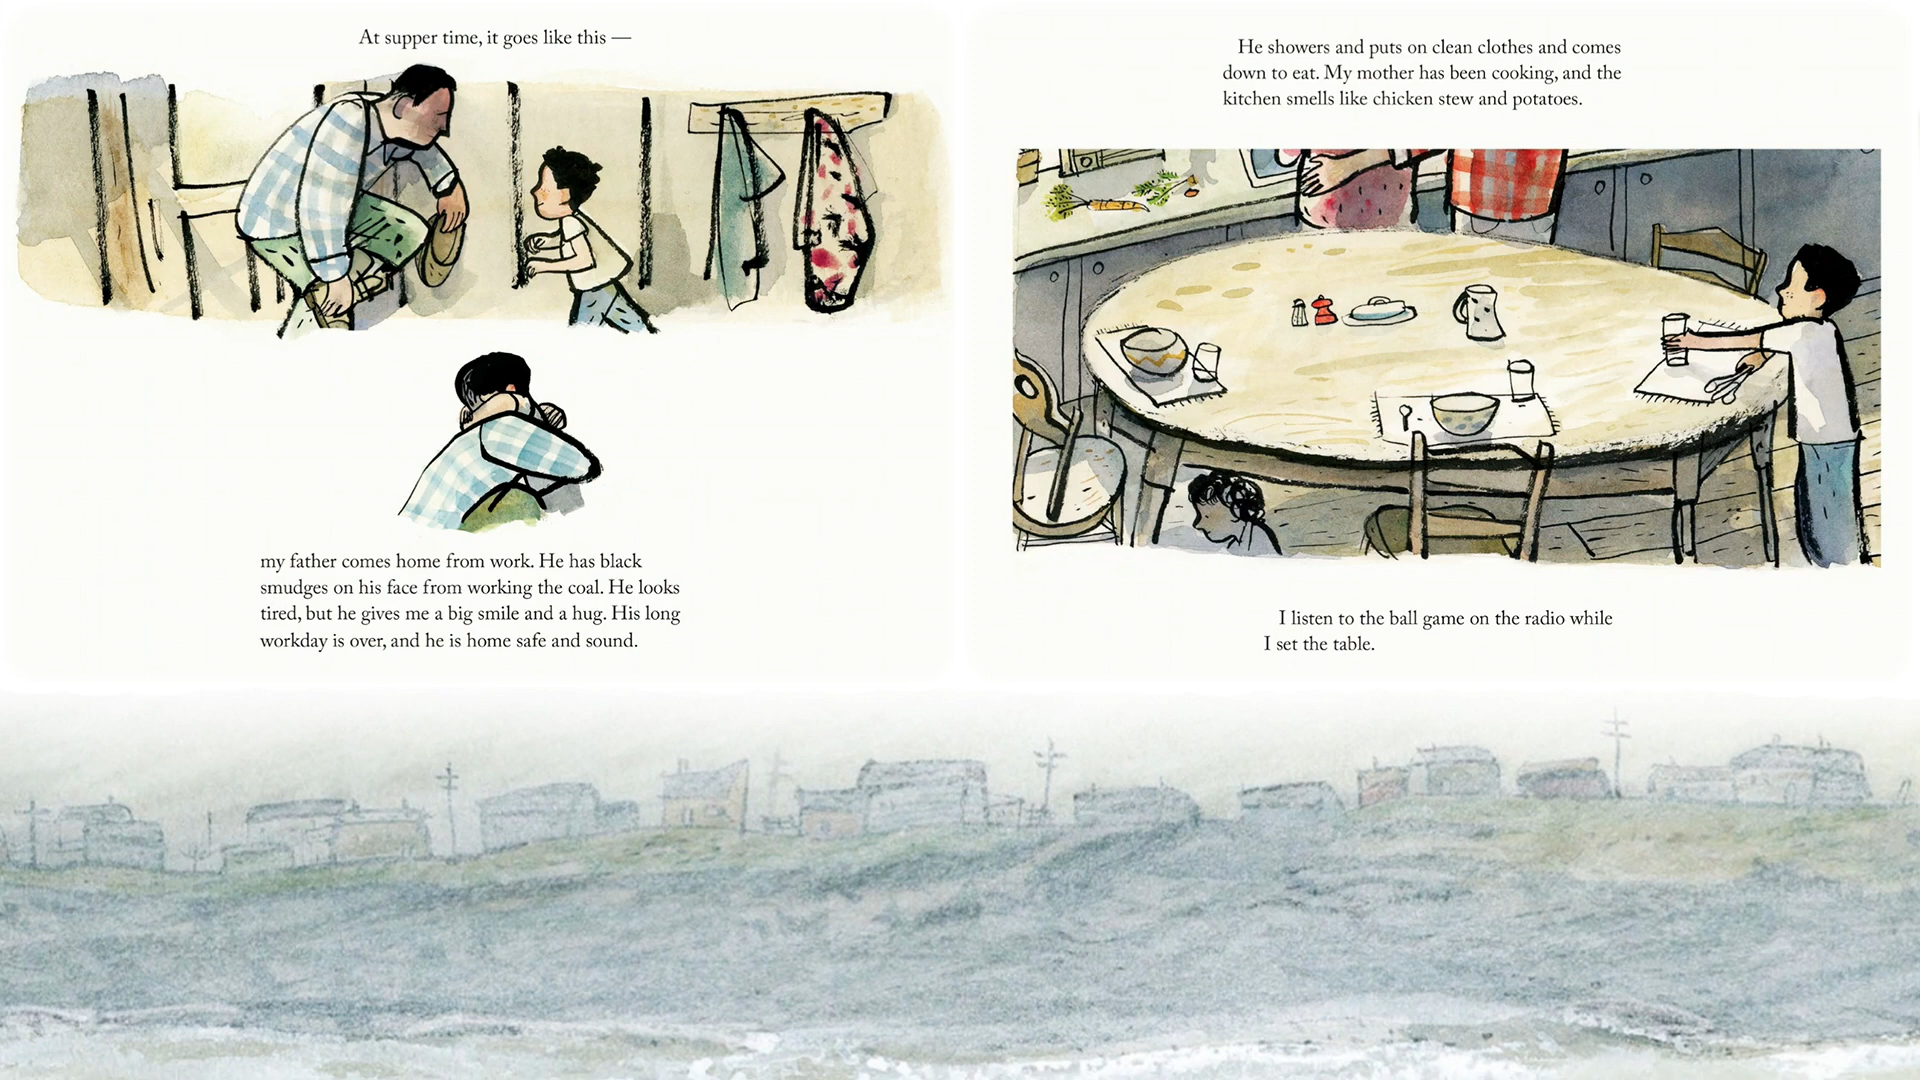 At supper time, it goes like this —
my father comes home from work. He has black
smudges on his face from working the coal. He looks
tired, but he gives me a big smile and a hug. His long
workday is over, and he is home safe and sound.
He showers and puts on clean clothes and comes
down to eat. My mother has been cooking, and the
kitchen smells like chicken stew and potatoes.
I listen to the ball game on the radio while
I set the table.